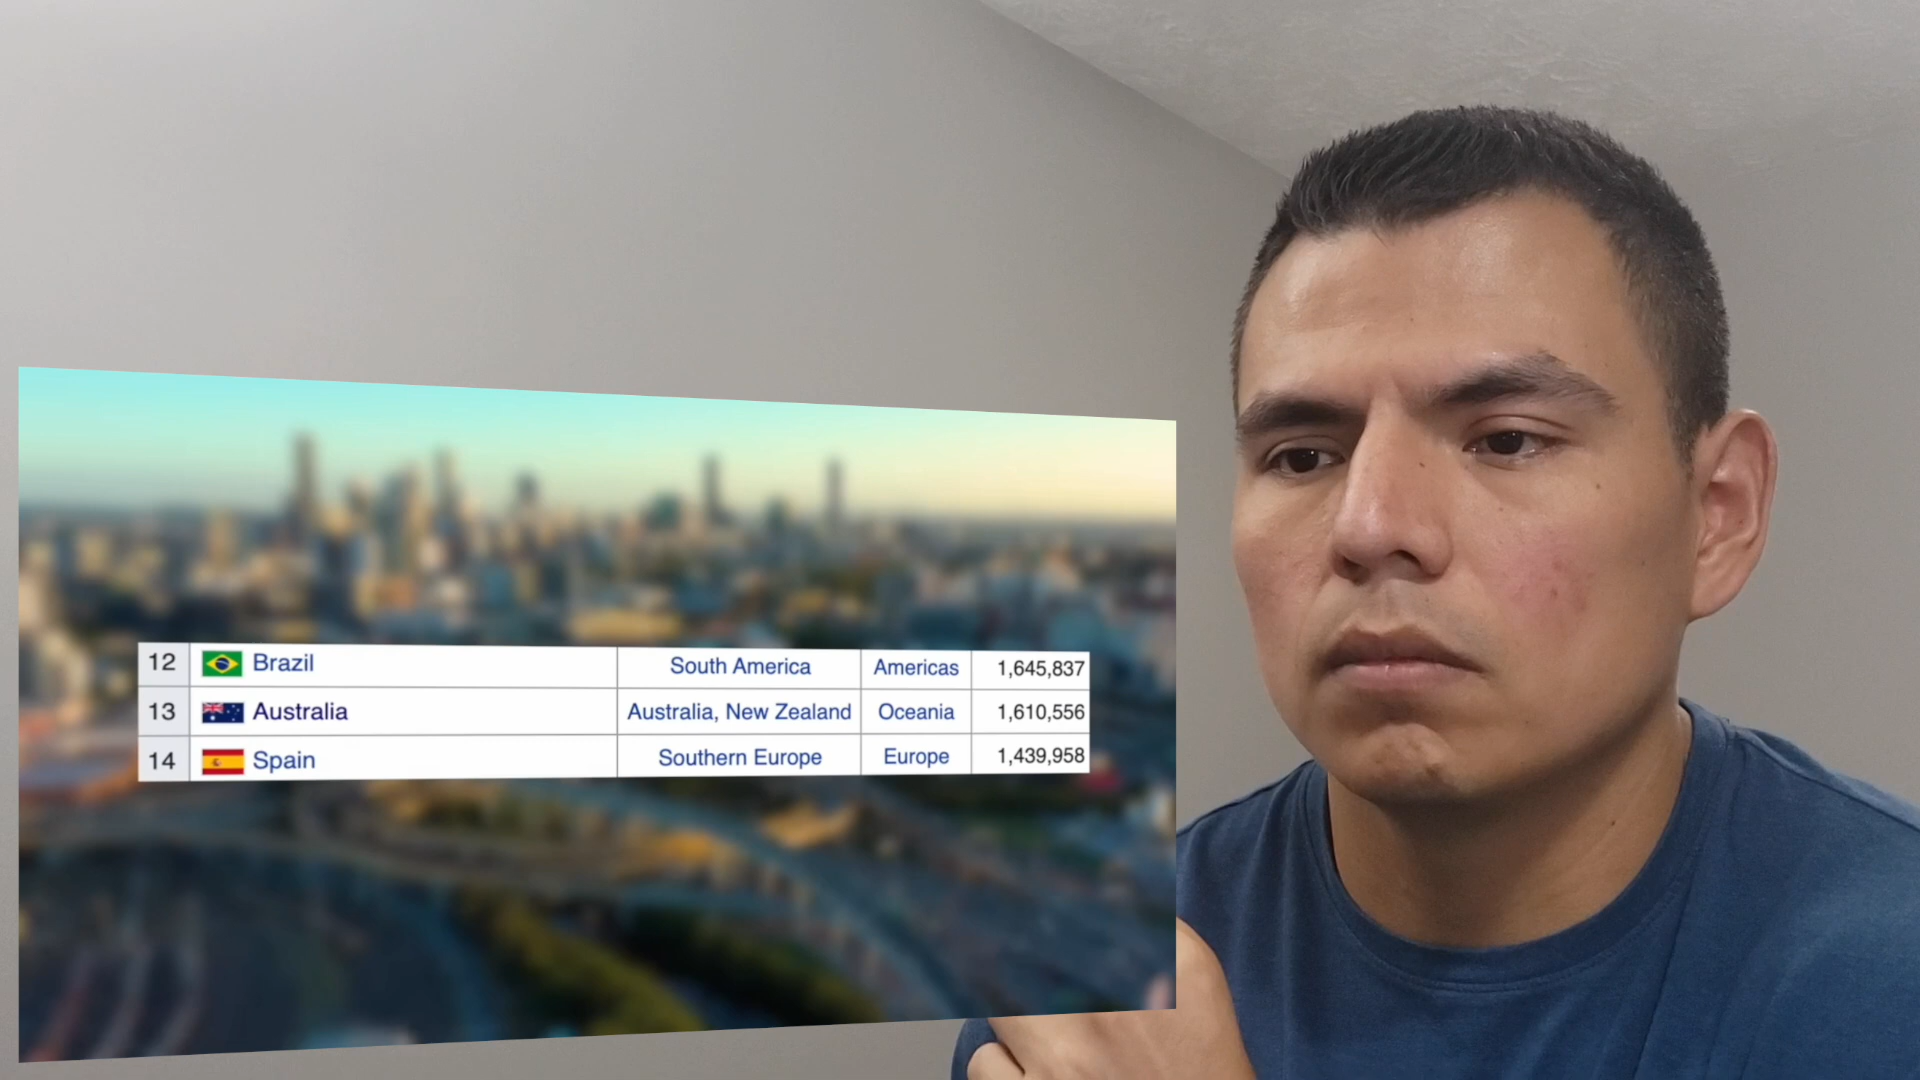 12 Brazil South America Americas 1,645,837
13 Australia Australia, New Zealand Oceania 1,610,556
14 Spain Southern Europe Europe 1,439,958